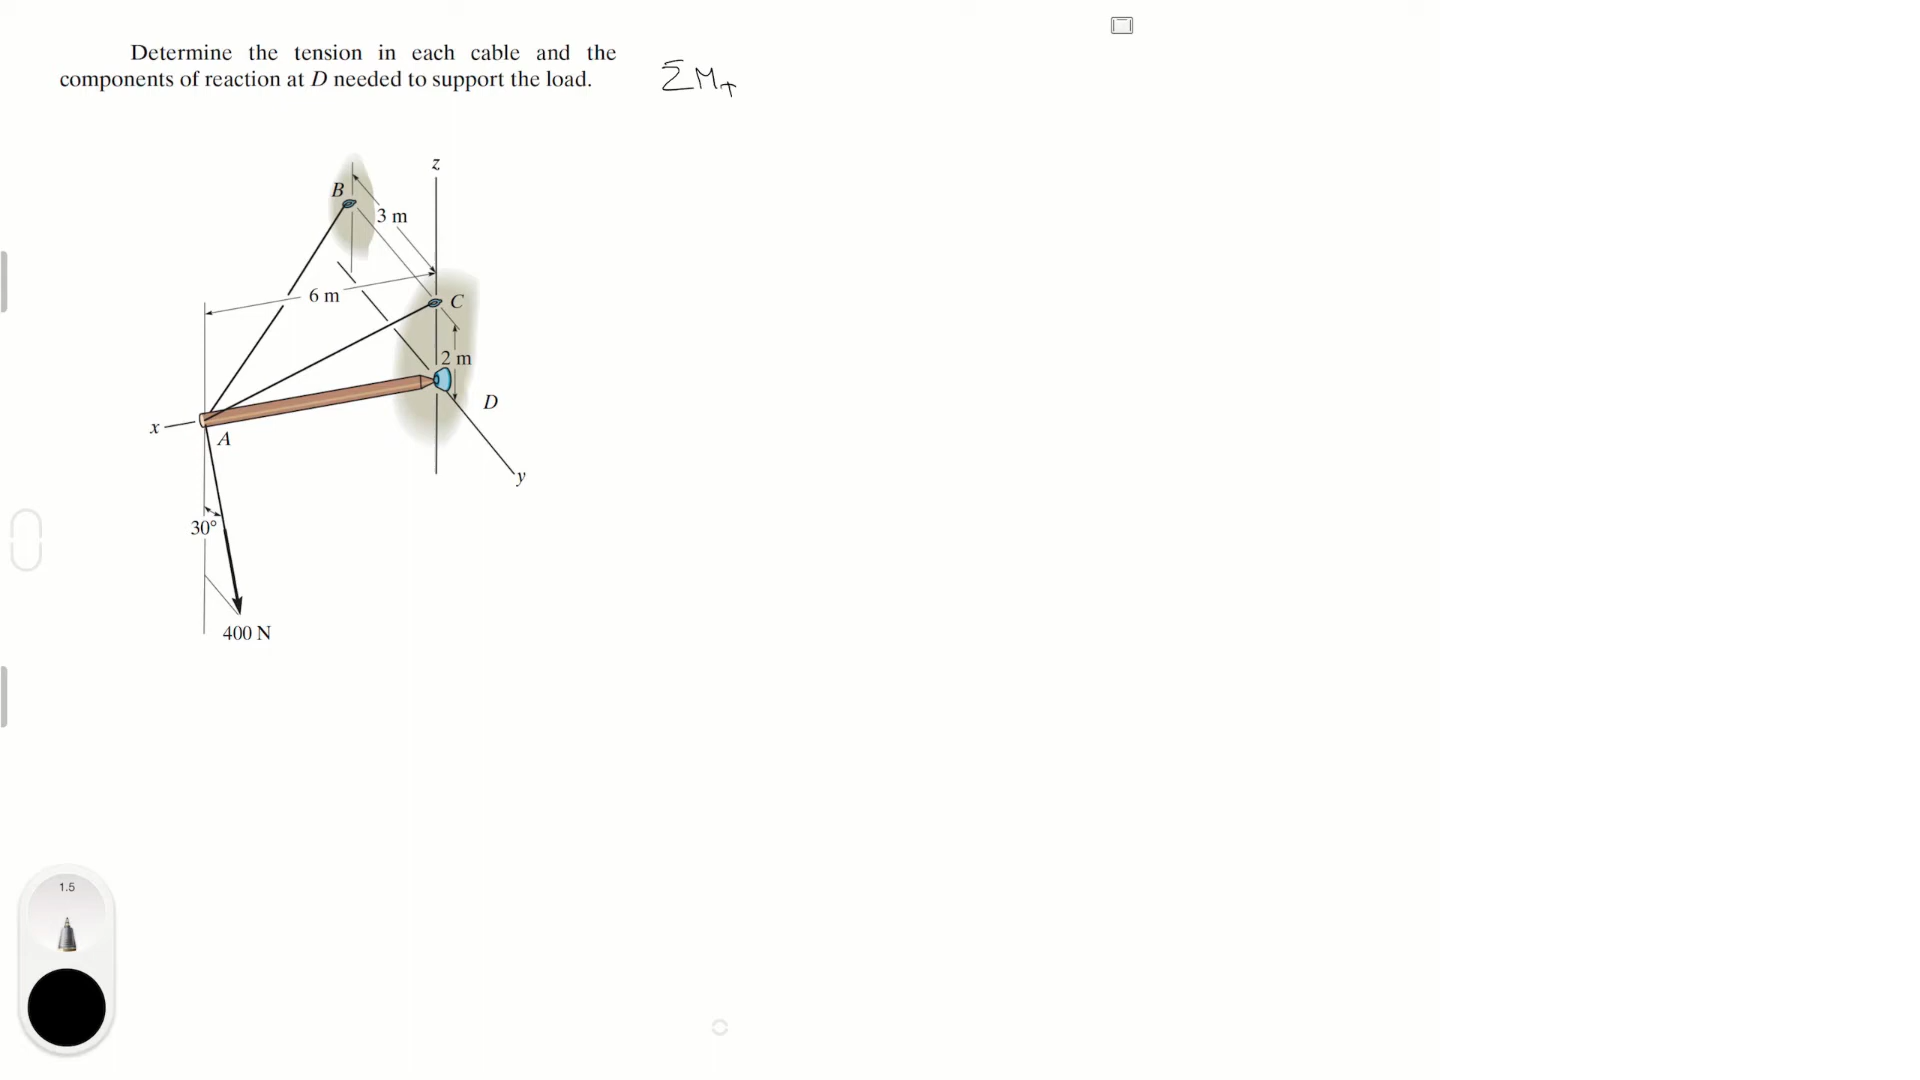 Determine the tension in each cable and the
components of reaction at D needed to support the load.
ΣM
z
B
3 m
6 m
C
2 m
D
x
A
y
30°
400 N
1.5